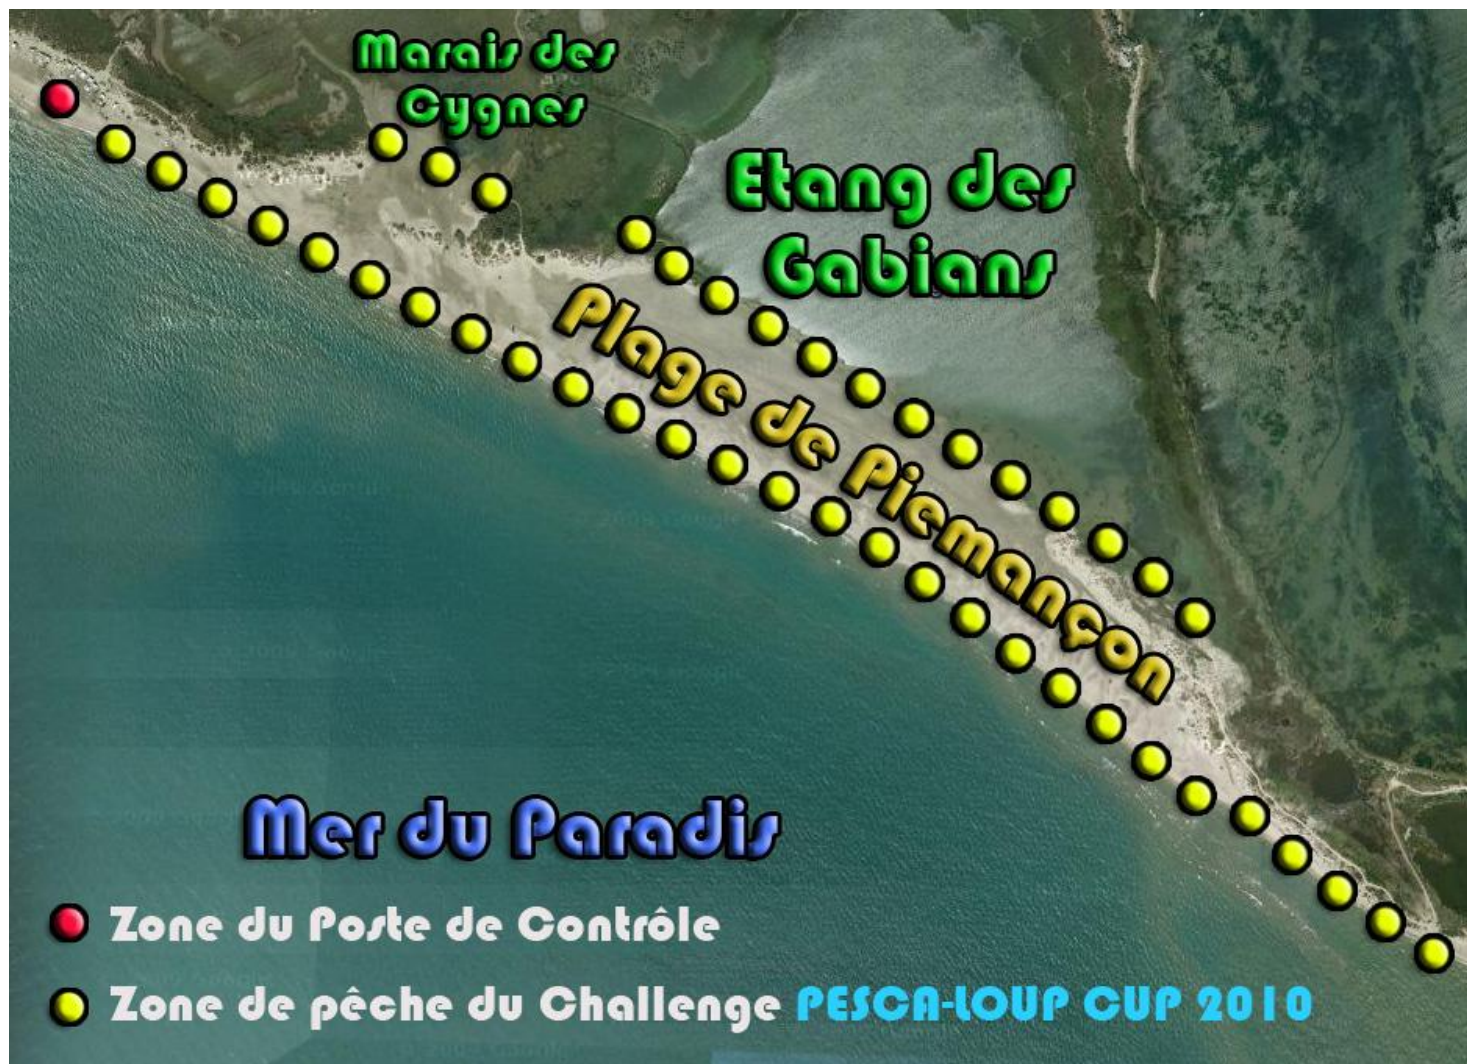 Marais des
Cygnes
Etang des
Gabians
Plage de Piemançon
Mer du Paradis
Zone du Poste de Contrôle
Zone de pêche du Challenge PESCA-LOUP CUP 2010